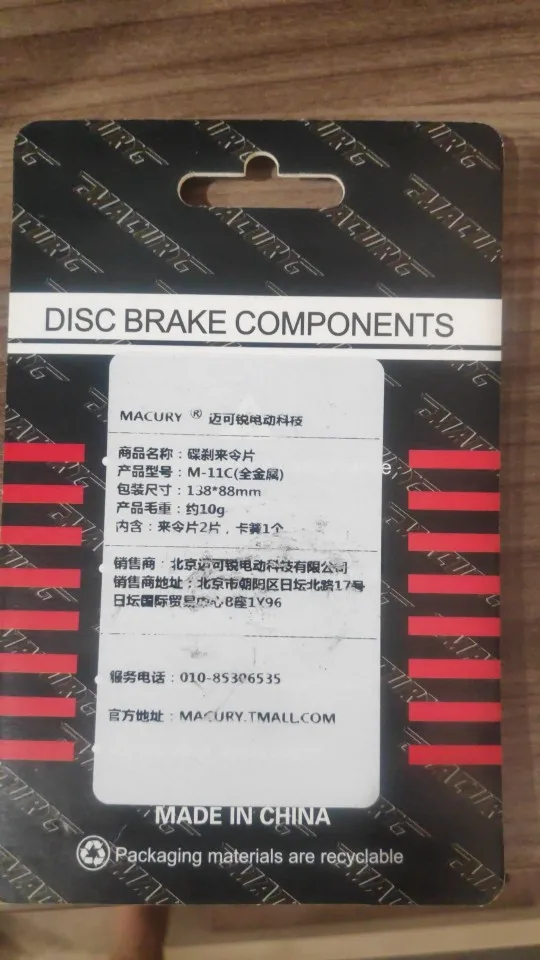 DISC BRAKE COMPONENTS
MACURY ® 迈可锐电动科技
商品名称：碟刹来令片
产品型号：M-11C(全金属)
包装尺寸：138*88mm
产品毛重：约10g
内含：来令片2片，卡簧1个
销售商：北京迈可锐电动科技有限公司
销售商地址：北京市朝阳区日坛北路17号
日坛国际贸易中心B座1Y96
服务电话：010-85306535
官方地址：MACURY.TMALL.COM
MADE IN CHINA
Packaging materials are recyclable